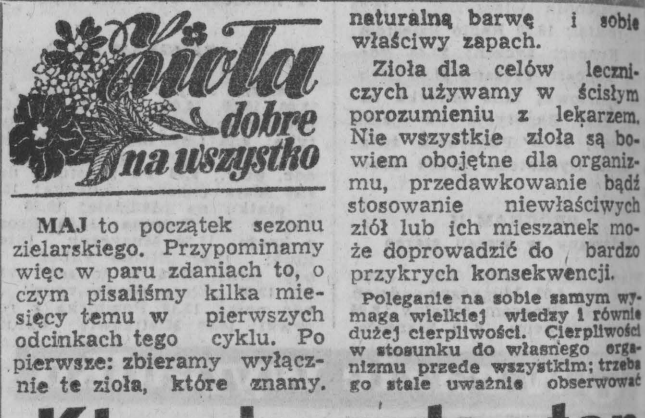 Zioła
dobre
na wszystko
MAJ to początek sezonu
zielarskiego. Przypominamy
więc w paru zdaniach to, o
czym pisaliśmy kilka mie-
sięcy temu w pierwszych
odcinkach tego cyklu. Po
pierwsze: zbieramy wyłącz-
nie te zioła, które znamy.
naturalną barwę i sobie
właściwy zapach.
Zioła dla celów leczni-
czych używamy w ścisłym
porozumieniu z lekarzem.
Nie wszystkie zioła są bo-
wiem obojętne dla organiz-
mu, przedawkowanie bądź
stosowanie niewłaściwych
ziół lub ich mieszanek mo-
że doprowadzić do bardzo
przykrych konsekwencji.
Poleganie na sobie samym wy-
maga wielkiej wiedzy i równie
dużej cierpliwości. Cierpliwości
w stosunku do własnego orga-
nizmu przede wszystkim; trzeba
go stale uważnie obserwować